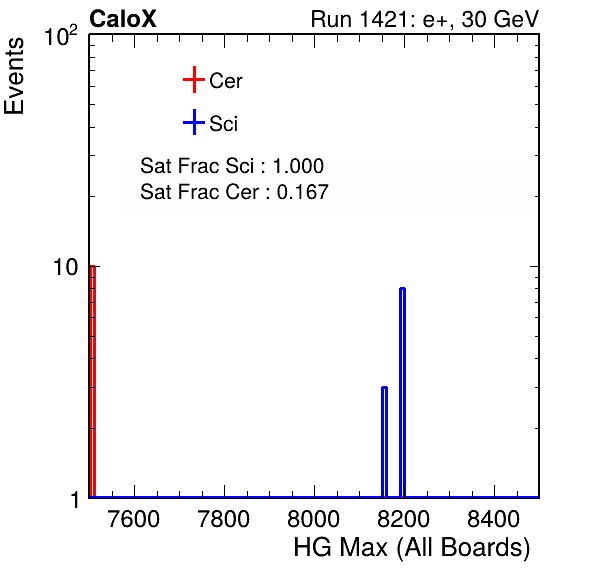 CaloX
Run 1421: e+, 30 GeV
Events
10²
Cer
Sci
Sat Frac Sci : 1.000
Sat Frac Cer : 0.167
10
1
7600 7800 8000 8200 8400
HG Max (All Boards)